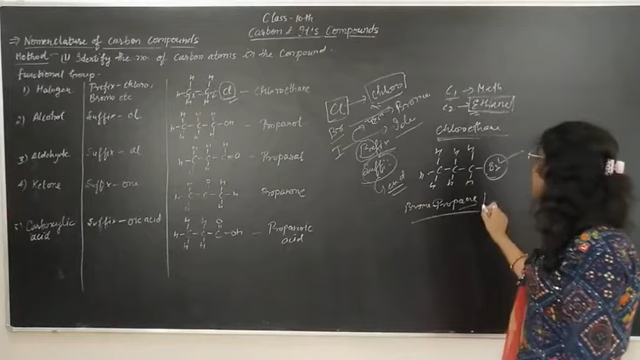 Class-10th
Carbon & It's Compounds
⇒ Nomenclature of Carbon Compounds
Method - (1) Identify the no. of Carbon atoms in the Compound.
Functional Group -
1) Halogen
Prefix - Chloro, Bromo etc
Cl — Chloroethane
2) Alcohol
Suffix - ol
OH — Propanol
3) Aldehyde
Suffix - al
Propanal
4) Ketone
Suffix - one
Propanone
5) Carboxylic acid
Suffix - oic acid
OH — Propanoic acid
Cl → Chloro
Br → Bromo
I →
Prefix
Suffix
C1 → Meth
C2 → Ethane
Chloroethane
H H H
H - C - C - C - Br
H H H
Bromo Propane